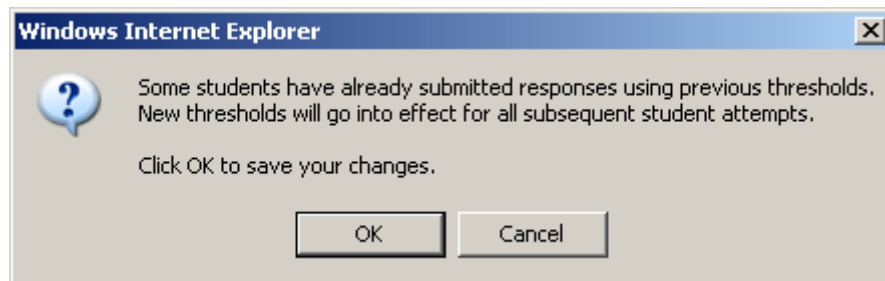 Windows Internet Explorer
Some students have already submitted responses using previous thresholds.
New thresholds will go into effect for all subsequent student attempts.
Click OK to save your changes.
OK
Cancel